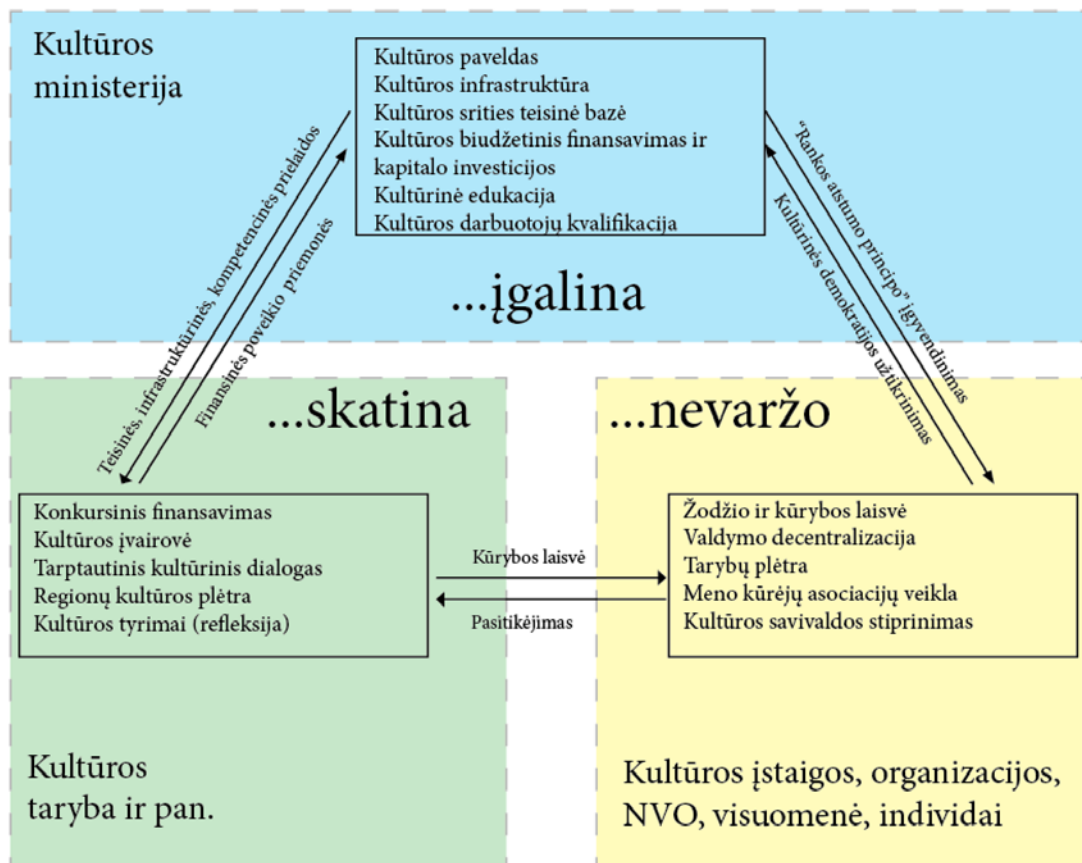 Kultūros
ministerija
Kultūros paveldas
Kultūros infrastruktūra
Kultūros srities teisinė bazė
Kultūros biudžetinis finansavimas ir
kapitalo investicijos
Kultūrinė edukacija
Kultūros darbuotojų kvalifikacija
...įgalina
Teisinės, infrastruktūrinės, kompetencinės prielaidos
Finansinės poveikio priemonės
"Rankos atstumo principo" įgyvendinimas
Kultūrinės demokratijos užtikrinimas
...skatina
Konkursinis finansavimas
Kultūros įvairovė
Tarptautinis kultūrinis dialogas
Regionų kultūros plėtra
Kultūros tyrimai (refleksija)
Kultūros
taryba ir pan.
Kūrybos laisvė
Pasitikėjimas
...nevaržo
Žodžio ir kūrybos laisvė
Valdymo decentralizacija
Tarybų plėtra
Meno kūrėjų asociacijų veikla
Kultūros savivaldos stiprinimas
Kultūros įstaigos, organizacijos,
NVO, visuomenė, individai